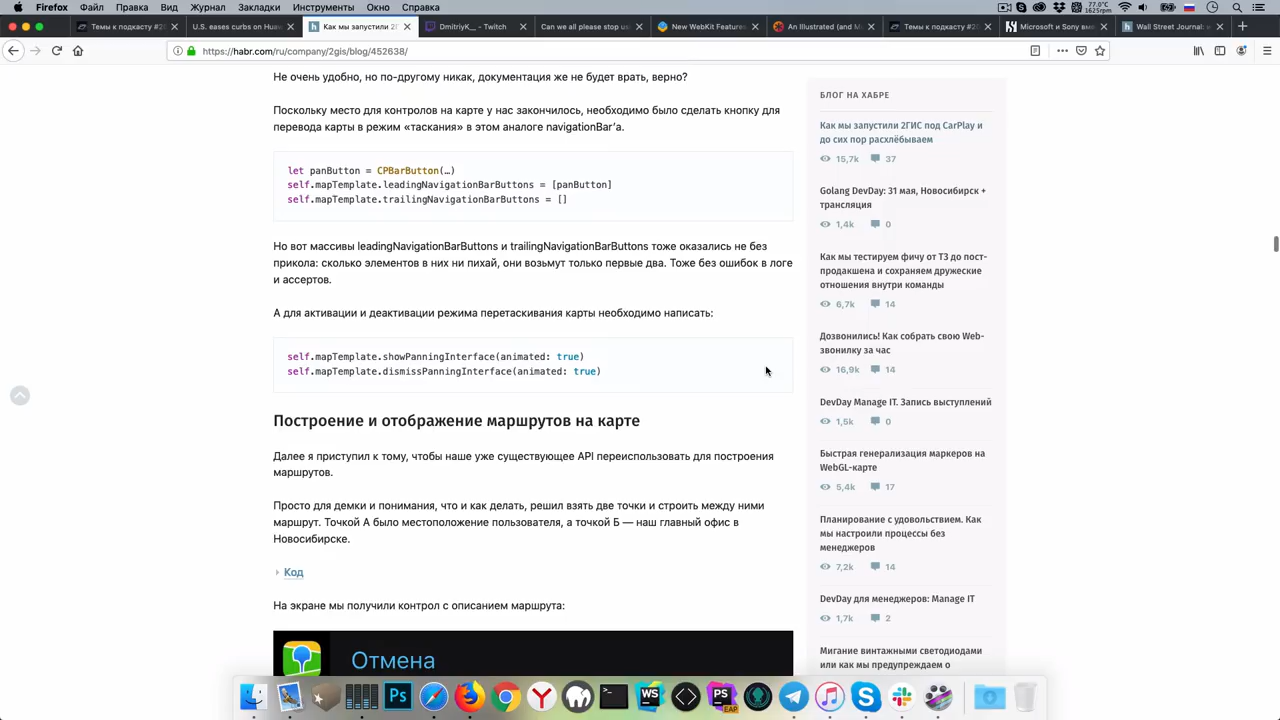 Firefox Файл Правка Вид Журнал Закладки Инструменты Окно Справка
77.0°C
1675rpm
Темы к подкасту #20
U.S. eases curbs on Huaw
Как мы запустили 2ГИС
DmitriyK__ - Twitch
Can we all please stop us
New WebKit Features
An Illustrated (and Mu
Темы к подкасту #20
Microsoft и Sony вме
Wall Street Journal: к
https://habr.com/ru/company/2gis/blog/452638/
Не очень удобно, но по-другому никак, документация же не будет врать, верно?
Поскольку место для контролов на карте у нас закончилось, необходимо было сделать кнопку для
перевода карты в режим «таскания» в этом аналоге navigationBar'а.
let panButton = CPBarButton(…)
self.mapTemplate.leadingNavigationBarButtons = [panButton]
self.mapTemplate.trailingNavigationBarButtons = []
Но вот массивы leadingNavigationBarButtons и trailingNavigationBarButtons тоже оказались не без
прикола: сколько элементов в них ни пихай, они возьмут только первые два. Тоже без ошибок в логе
и ассертов.
А для активации и деактивации режима перетаскивания карты необходимо написать:
self.mapTemplate.showPanningInterface(animated: true)
self.mapTemplate.dismissPanningInterface(animated: true)
Построение и отображение маршрутов на карте
Далее я приступил к тому, чтобы наше уже существующее API переиспользовать для построения
маршрутов.
Просто для демки и понимания, что и как делать, решил взять две точки и строить между ними
маршрут. Точкой А было местоположение пользователя, а точкой Б — наш главный офис в
Новосибирске.
Код
На экране мы получили контрол с описанием маршрута:
Отмена
БЛОГ НА ХАБРЕ
Как мы запустили 2ГИС под CarPlay и
до сих пор расхлёбываем
15,7k 37
Golang DevDay: 31 мая, Новосибирск +
трансляция
1,4k 0
Как мы тестируем фичу от ТЗ до пост-
продакшена и сохраняем дружеские
отношения внутри команды
6,7k 14
Дозвонились! Как собрать свою Web-
звонилку за час
16,9k 14
DevDay Manage IT. Запись выступлений
1,5k 0
Быстрая генерализация маркеров на
WebGL-карте
5,4k 17
Планирование с удовольствием. Как
мы настроили процессы без
менеджеров
7,2k 14
DevDay для менеджеров: Manage IT
1,7k 2
Мигание винтажными светодиодами
или как мы предупреждаем о
Ps
WS
PS
EAP